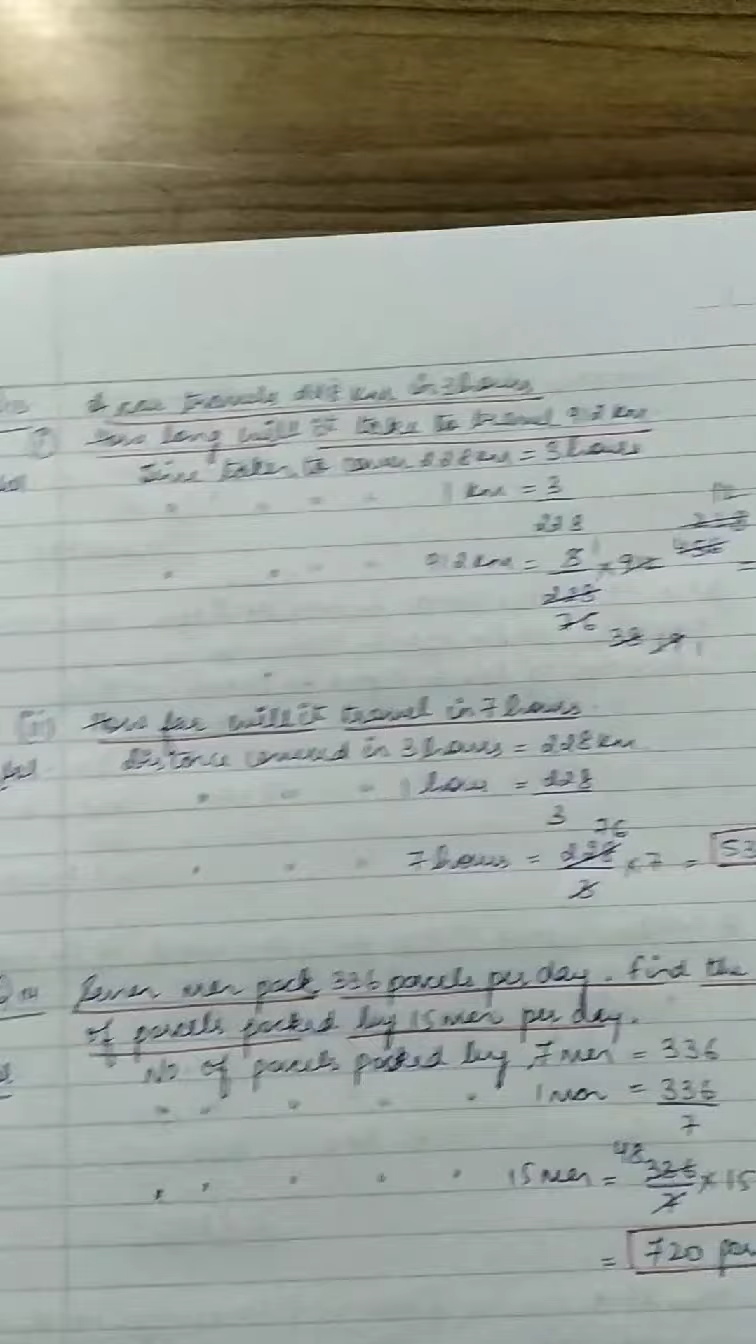 A car travels 228 km in 3 hours
(i) How long will it take to travel 912 km
Time taken to cover 228 km = 3 hours
" " " " 1 km = 3
228
" " " 912 km = 3 × 912
228
76 38
(ii) How far will it travel in 7 hours
Distance covered in 3 hours = 228 km
" " " 1 hour = 228
3 76
" " " 7 hours = 228 × 7 = 53
3
Seven men pack 336 parcels per day. Find the
of parcels packed by 15 men per day.
No of parcels packed by 7 men = 336
" " " " " 1 man = 336
7
" " " " " 15 men = 48 336 × 15
7
= 720 par